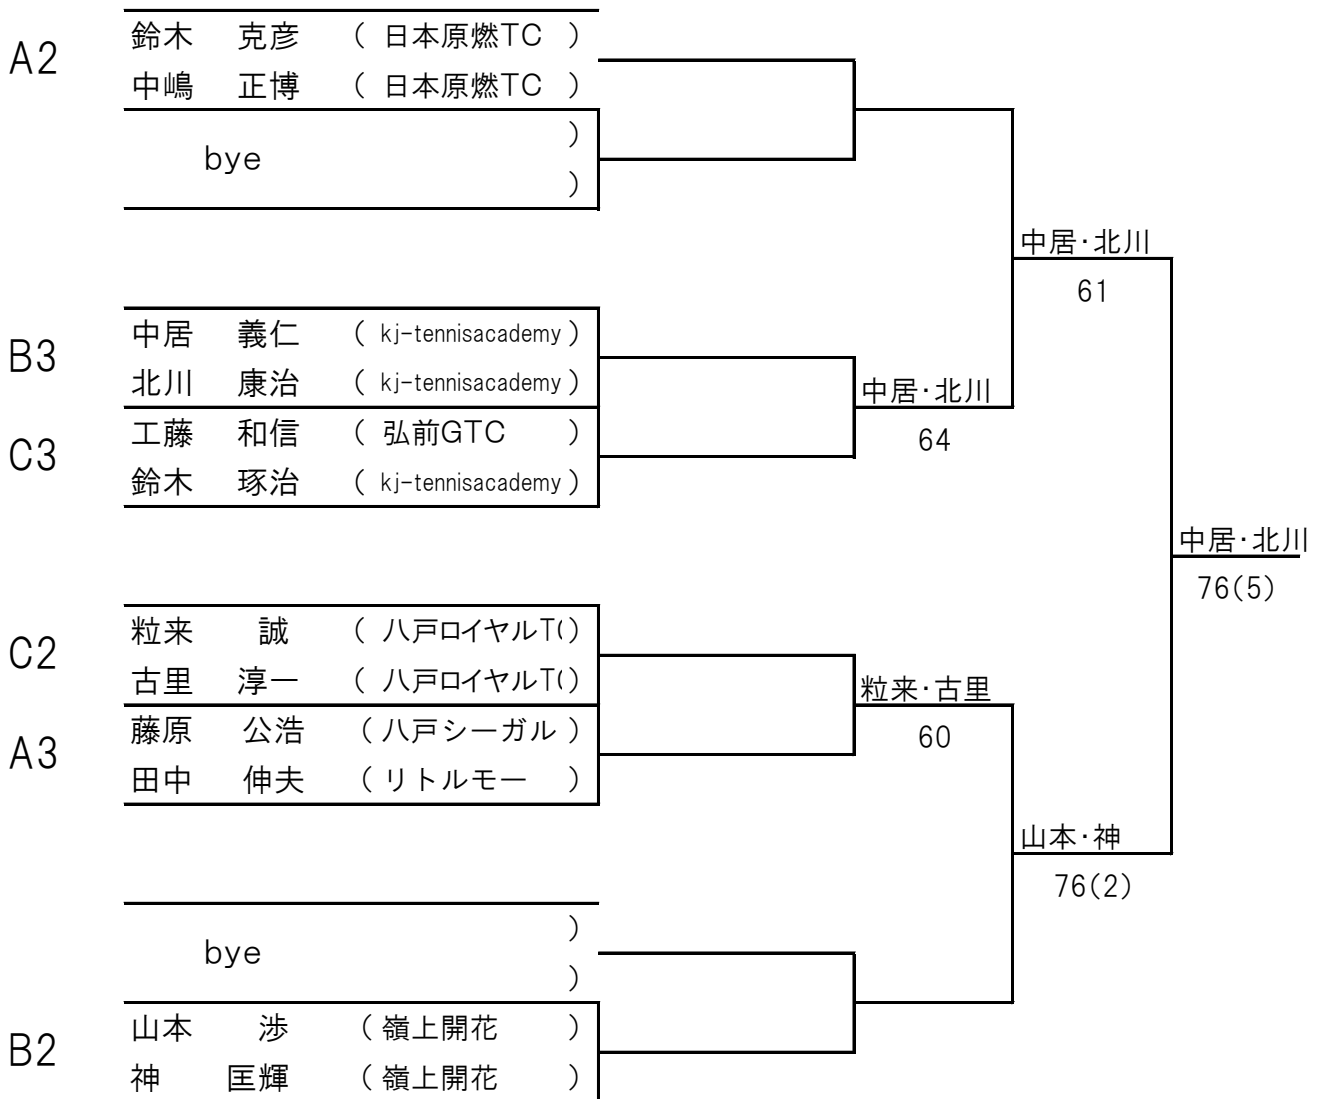 A2
鈴木 克彦 ( 日本原燃TC )
中嶋 正博 ( 日本原燃TC )
bye )
)
中居・北川
61
B3
中居 義仁 ( kj-tennisacademy )
北川 康治 ( kj-tennisacademy )
中居・北川
64
C3
工藤 和信 ( 弘前GTC )
鈴木 琢治 ( kj-tennisacademy )
中居・北川
76(5)
C2
粒来 誠 ( 八戸ロイヤルT( )
古里 淳一 ( 八戸ロイヤルT( )
粒来・古里
60
A3
藤原 公浩 ( 八戸シーガル )
田中 伸夫 ( リトルモー )
山本・神
76(2)
bye )
)
B2
山本 渉 ( 嶺上開花 )
神 匡輝 ( 嶺上開花 )